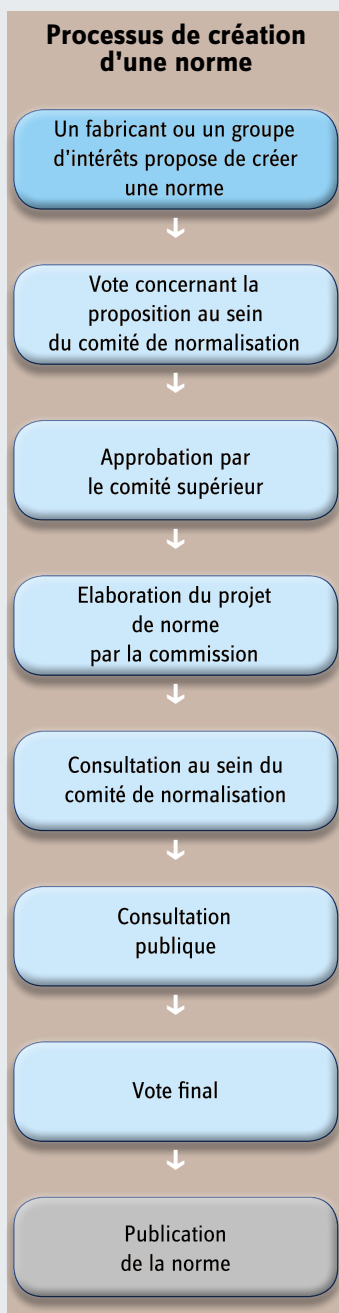 Processus de création
d'une norme
Un fabricant ou un groupe
d'intérêts propose de créer
une norme
Vote concernant la
proposition au sein
du comité de normalisation
Approbation par
le comité supérieur
Elaboration du projet
de norme
par la commission
Consultation au sein du
comité de normalisation
Consultation
publique
Vote final
Publication
de la norme